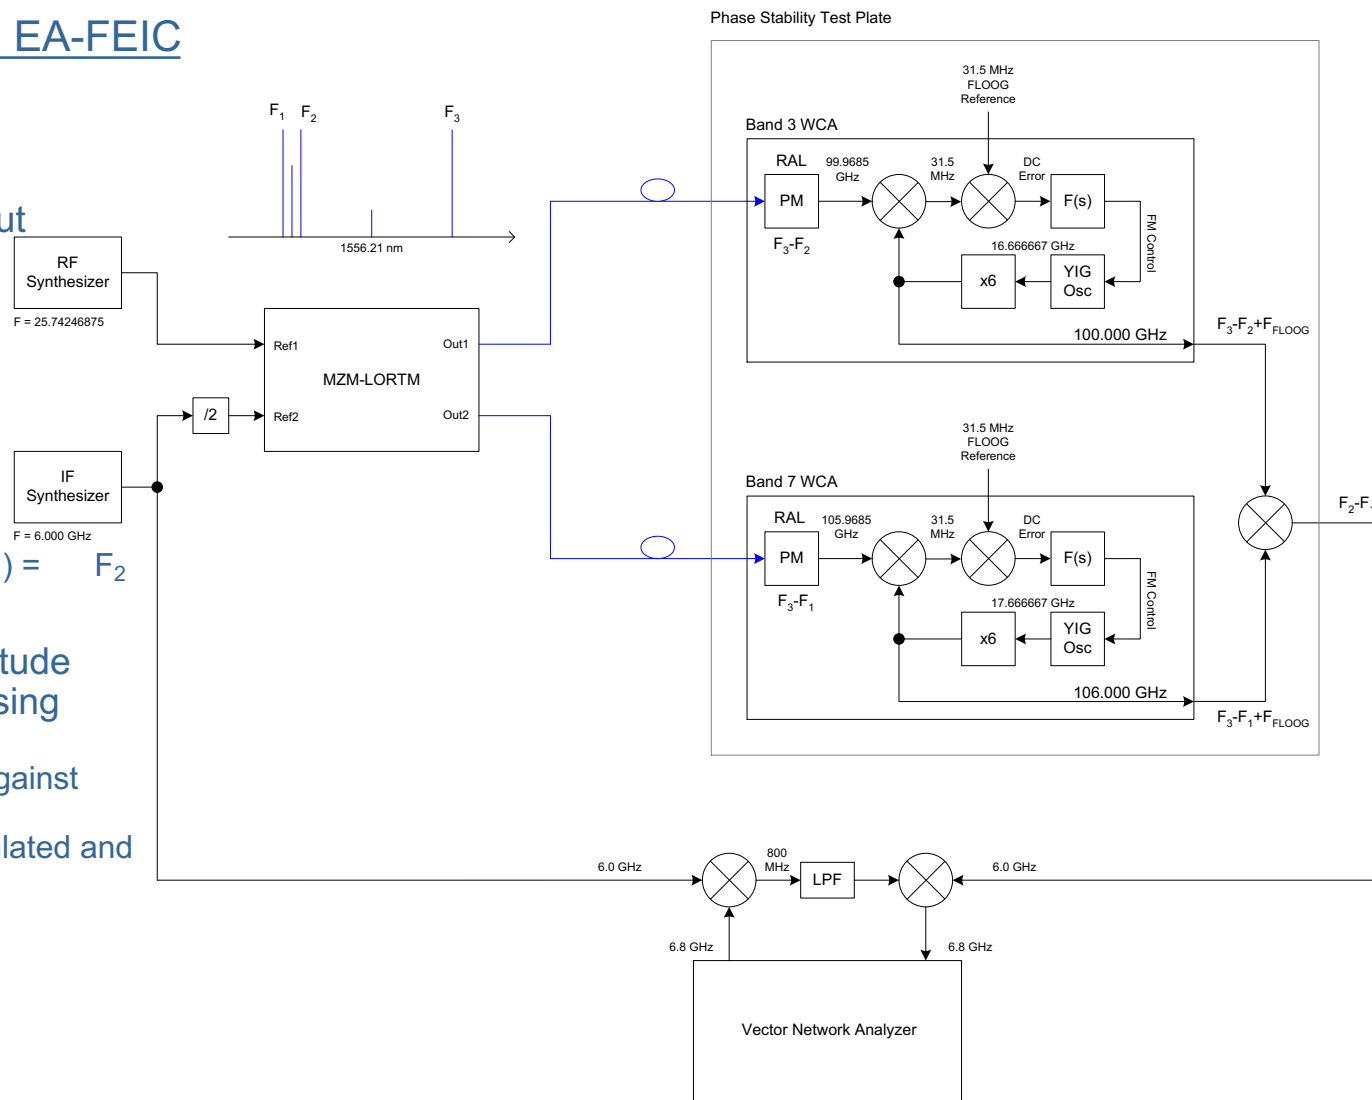 EA-FEIC
Phase Stability Test Plate
F1 F2 F3
1556.21 nm
ut
RF
Synthesizer
F = 25.74246875
IF
Synthesizer
F = 6.000 GHz
/2
Ref1
Ref2
MZM-LORTM
Out1
Out2
) = F2
tude
sing
gainst
lated and
31.5 MHz
FLOOG
Reference
Band 3 WCA
RAL
PM
F3-F2
99.9685
GHz
31.5
MHz
DC
Error
F(s)
FM Control
16.666667 GHz
x6
YIG
Osc
100.000 GHz
F3-F2+FFLOOG
31.5 MHz
FLOOG
Reference
Band 7 WCA
RAL
PM
F3-F1
105.9685
GHz
31.5
MHz
DC
Error
F(s)
FM Control
17.666667 GHz
x6
YIG
Osc
106.000 GHz
F3-F1+FFLOOG
F2-F
6.0 GHz
800
MHz
LPF
6.0 GHz
6.8 GHz
6.8 GHz
Vector Network Analyzer